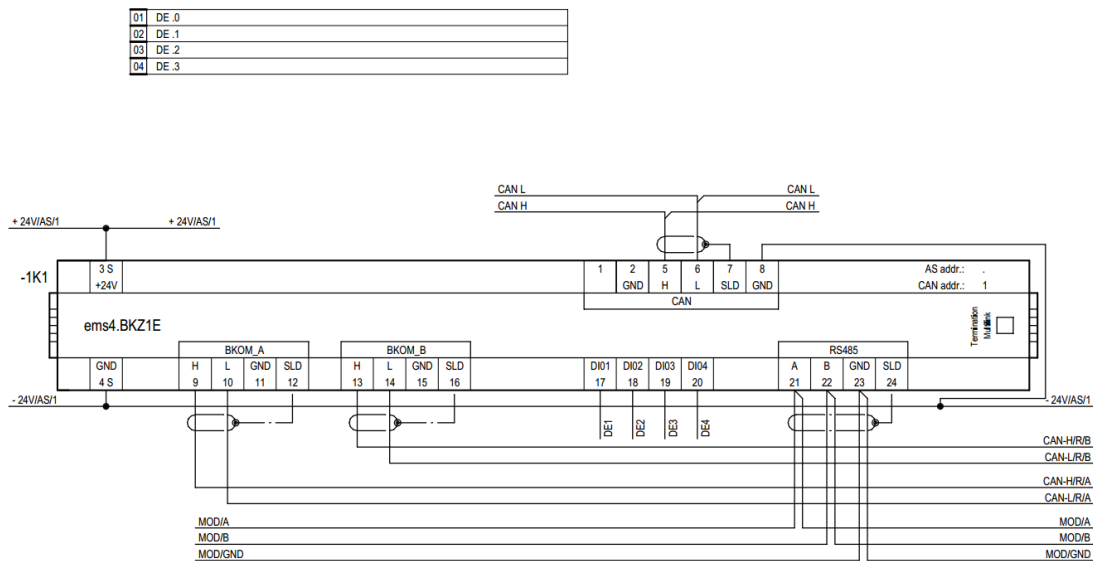 01 DE .0
02 DE .1
03 DE .2
04 DE .3
CAN L CAN L
CAN H CAN H
+ 24V/AS/1 + 24V/AS/1
-1K1
3 S 1 2 5 6 7 8 AS addr.: .
+24V GND H L SLD GND CAN addr.: 1
CAN
ems4.BKZ1E
Termination
Multilink
BKOM_A BKOM_B RS485
GND H L GND SLD H L GND SLD DI01 DI02 DI03 DI04 A B GND SLD
4 S 9 10 11 12 13 14 15 16 17 18 19 20 21 22 23 24
- 24V/AS/1 - 24V/AS/1
DE1 DE2 DE3 DE4
CAN-H/R/B
CAN-L/R/B
CAN-H/R/A
CAN-L/R/A
MOD/A MOD/A
MOD/B MOD/B
MOD/GND MOD/GND